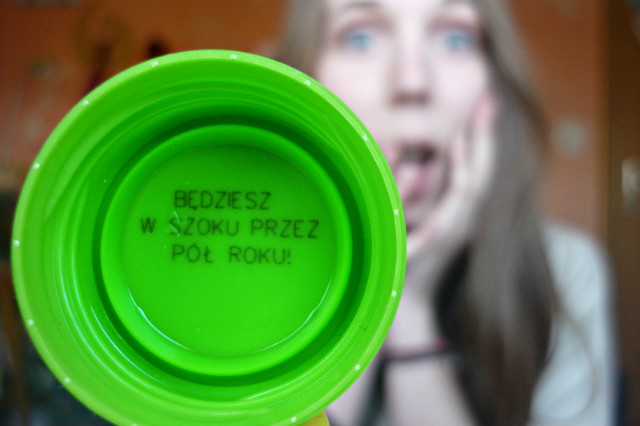 BĘDZIESZ
W SZOKU PRZEZ
PÓŁ ROKU!